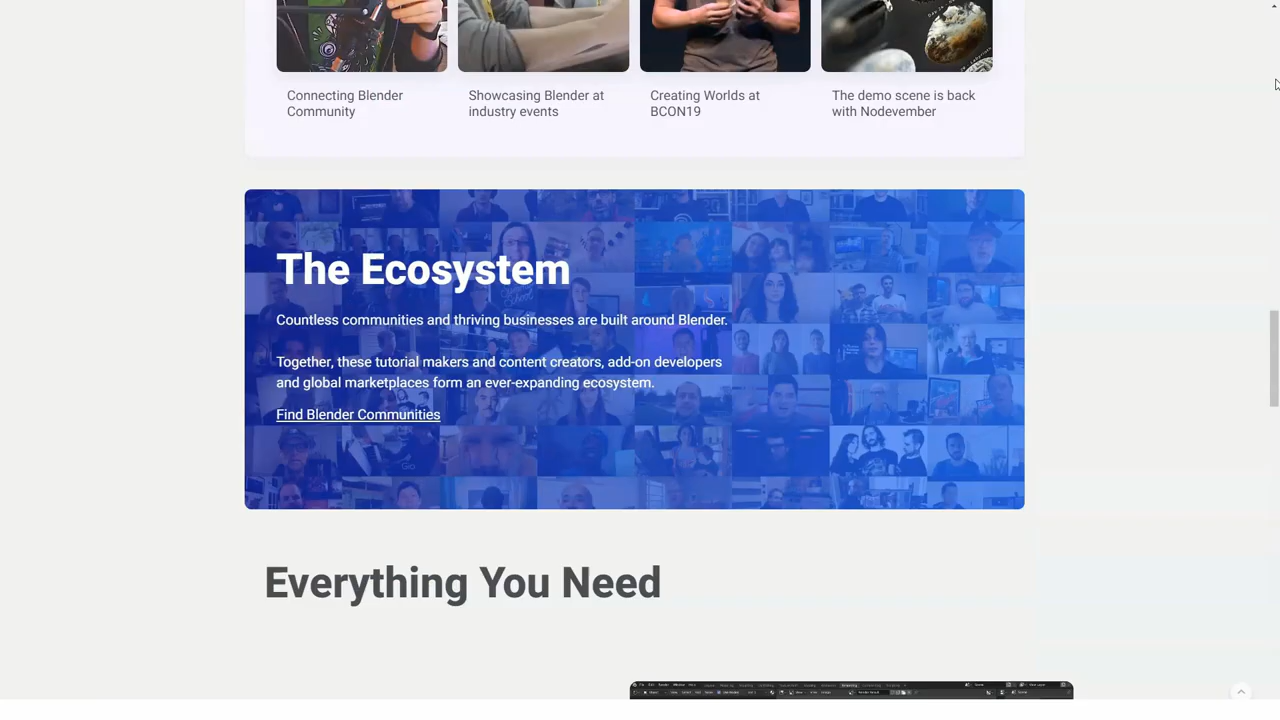 Connecting Blender
Community
Showcasing Blender at
industry events
Creating Worlds at
BCON19
The demo scene is back
with Nodevember
The Ecosystem
Countless communities and thriving businesses are built around Blender.
Together, these tutorial makers and content creators, add-on developers
and global marketplaces form an ever-expanding ecosystem.
Find Blender Communities
Everything You Need